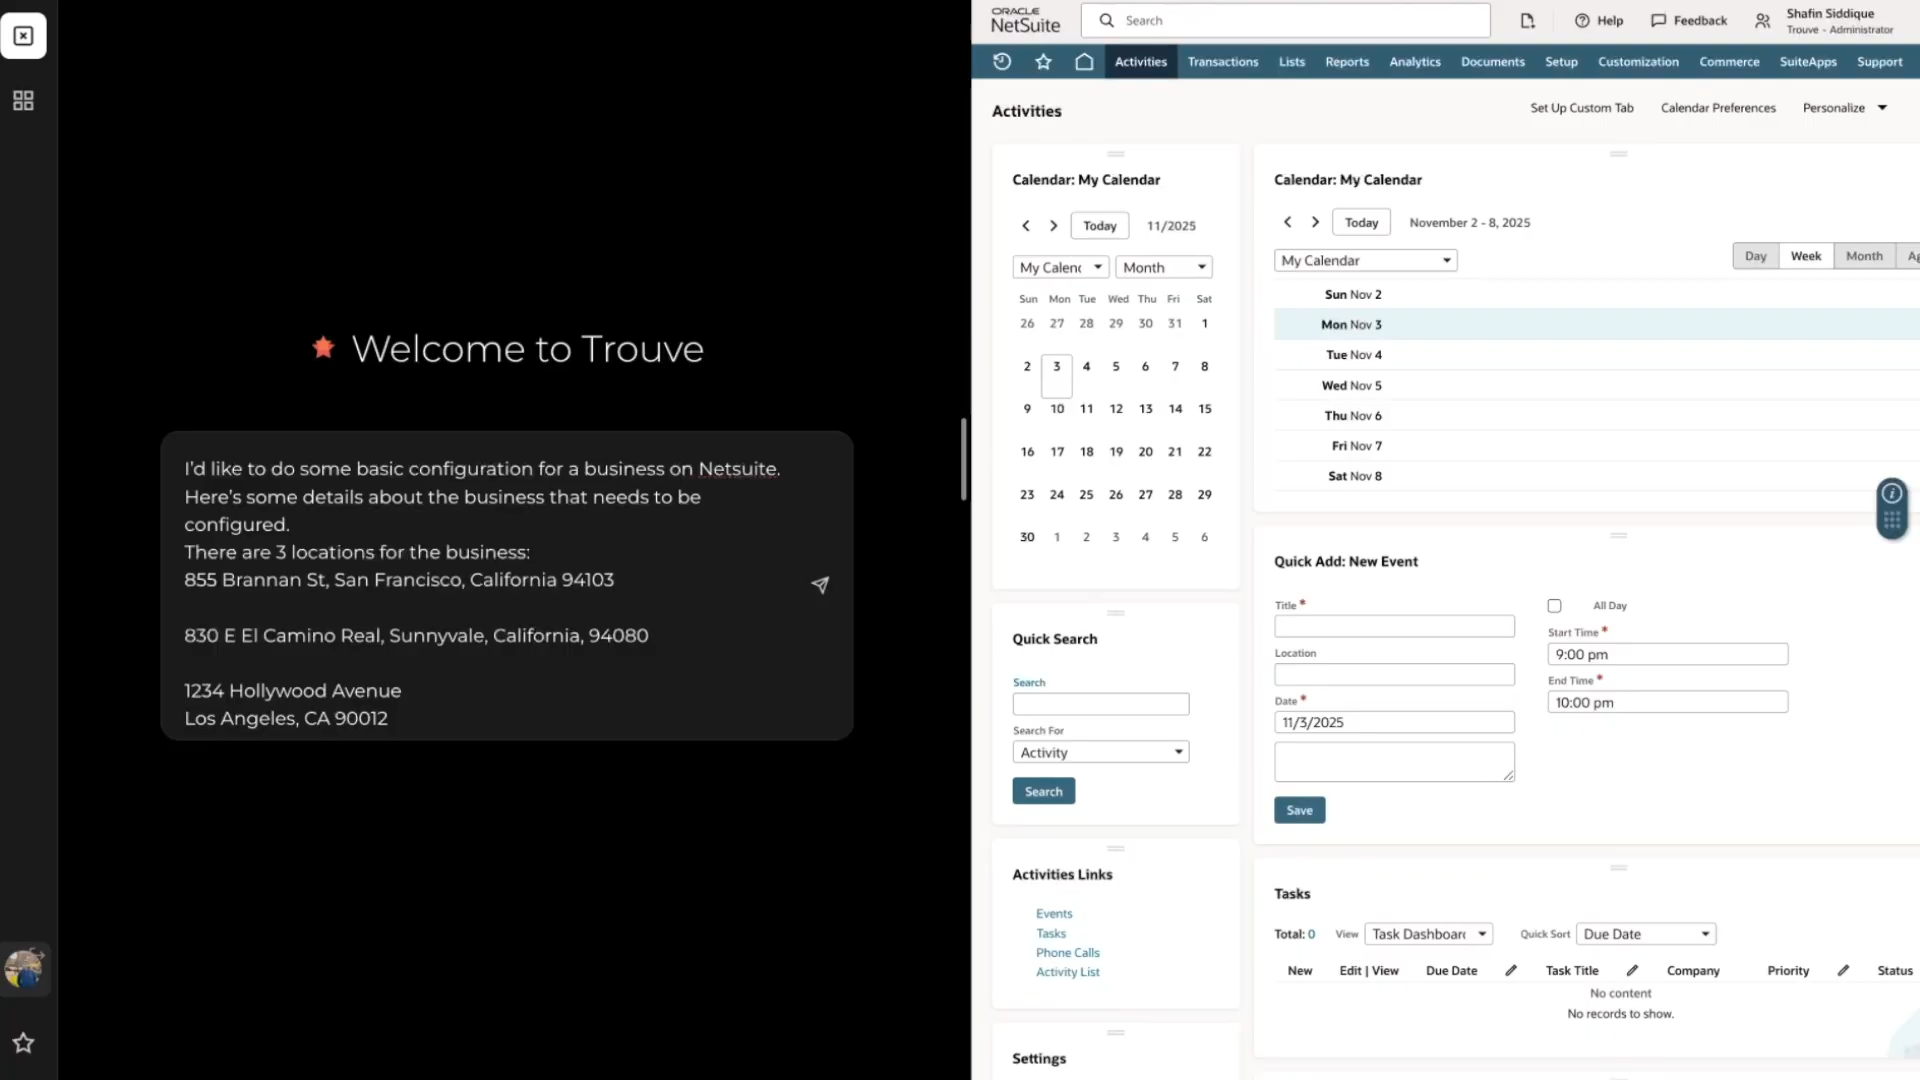 Welcome to Trouve
I'd like to do some basic configuration for a business on Netsuite.
Here's some details about the business that needs to be
configured.
There are 3 locations for the business:
855 Brannan St, San Francisco, California 94103
830 E El Camino Real, Sunnyvale, California, 94080
1234 Hollywood Avenue
Los Angeles, CA 90012
ORACLE
NetSuite
Search
Help
Feedback
Shafin Siddique
Trouve - Administrator
Activities Transactions Lists Reports Analytics Documents Setup Customization Commerce SuiteApps Support
Activities
Set Up Custom Tab Calendar Preferences Personalize
Calendar: My Calendar
Today 11/2025
My Calenc Month
Sun Mon Tue Wed Thu Fri Sat
26 27 28 29 30 31 1
2 3 4 5 6 7 8
9 10 11 12 13 14 15
16 17 18 19 20 21 22
23 24 25 26 27 28 29
30 1 2 3 4 5 6
Quick Search
Search
Search For
Activity
Search
Activities Links
Events
Tasks
Phone Calls
Activity List
Settings
Calendar: My Calendar
Today November 2 - 8, 2025
My Calendar
Day Week Month Ag
Sun Nov 2
Mon Nov 3
Tue Nov 4
Wed Nov 5
Thu Nov 6
Fri Nov 7
Sat Nov 8
Quick Add: New Event
Title *
Location
Date *
11/3/2025
All Day
Start Time *
9:00 pm
End Time *
10:00 pm
Save
Tasks
Total: 0 View Task Dashboard Quick Sort Due Date
New Edit | View Due Date Task Title Company Priority Status
No content
No records to show.